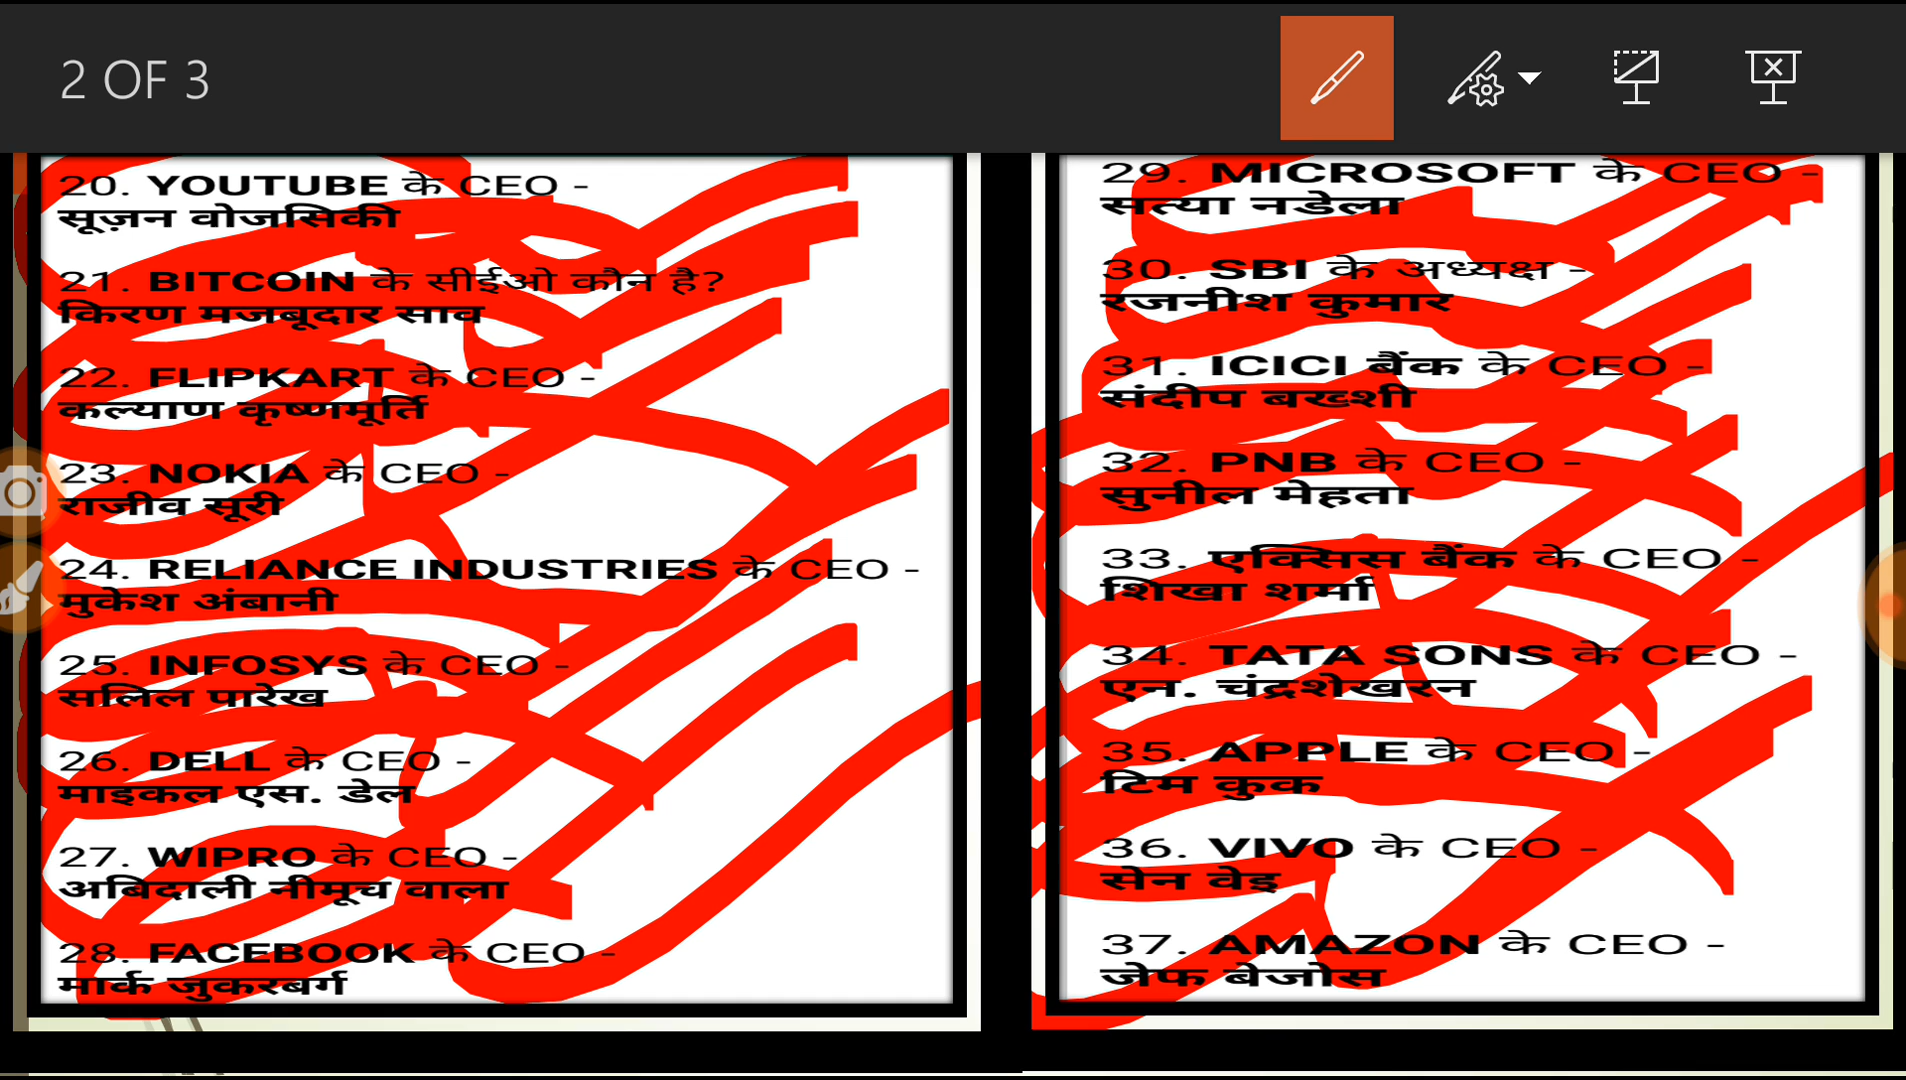 2 OF 3
20. YOUTUBE के CEO -
सूज़न वोजसिकी
21. BITCOIN के सीईओ कौन है?
किरण मजबूदार साव
22. FLIPKART के CEO -
कल्याण कृष्णमूर्ति
23. NOKIA के CEO -
राजीव सूरी
24. RELIANCE INDUSTRIES के CEO -
मुकेश अंबानी
25. INFOSYS के CEO -
सलिल पारेख
26. DELL के CEO -
माइकल एस. डेल
27. WIPRO के CEO -
अबिदाली नीमूच वाला
28. FACEBOOK के CEO -
मार्क जुकरबर्ग
29. MICROSOFT के CEO -
सत्या नडेला
30. SBI के अध्यक्ष -
रजनीश कुमार
31. ICICI बैंक के CEO -
संदीप बख्शी
32. PNB के CEO -
सुनील मेहता
33. एक्सिस बैंक के CEO -
शिखा शर्मा
34. TATA SONS के CEO -
एन. चंद्रशेखरन
35. APPLE के CEO -
टिम कुक
36. VIVO के CEO -
सेन वेइ
37. AMAZON के CEO -
जेफ बेजोस